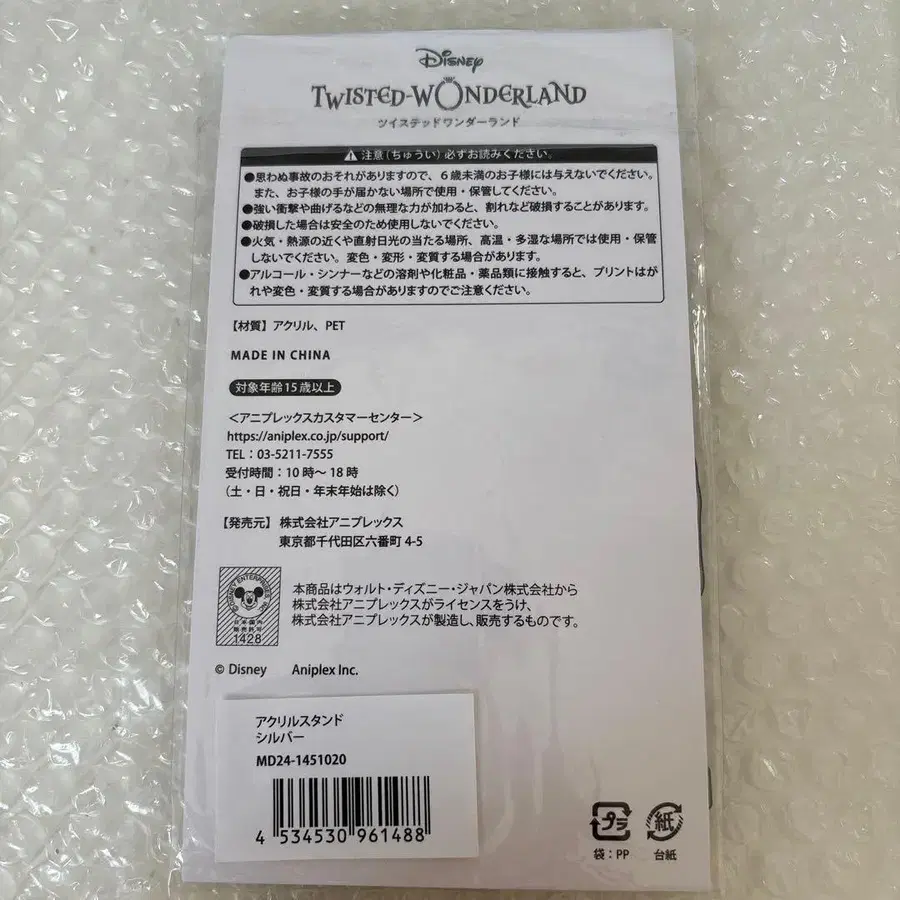 Disney
TWISTED-WONDERLAND
ツイステッドワンダーランド
注意（ちゅうい）必ずお読みください。
●思わぬ事故のおそれがありますので、６歳未満のお子様には与えないでください。
また、お子様の手が届かない場所で使用・保管してください。
●強い衝撃や曲げるなどの無理な力が加わると、割れなど破損することがあります。
●破損した場合は安全のため使用しないでください。
●火気・熱源の近くや直射日光の当たる場所、高温・多湿な場所では使用・保管
しないでください。変色・変形・変質する場合があります。
●アルコール・シンナーなどの溶剤や化粧品・薬品類に接触すると、プリントはが
れや変色・変質する場合がありますのでご注意ください。
【材質】アクリル、PET
MADE IN CHINA
対象年齢15歳以上
＜アニプレックスカスタマーセンター＞
https://aniplex.co.jp/support/
TEL：03-5211-7555
受付時間：10時～18時
（土・日・祝日・年末年始は除く）
【発売元】株式会社アニプレックス
東京都千代田区六番町 4-5
本商品はウォルト・ディズニー・ジャパン株式会社から
株式会社アニプレックスがライセンスをうけ、
株式会社アニプレックスが製造し、販売するものです。
DISNEY ENTERPRISES INC.
日本国内
販売許可
1428
© Disney Aniplex Inc.
アクリルスタンド
シルバー
MD24-1451020
4 534530 961488
プラ
紙
袋：PP
台紙